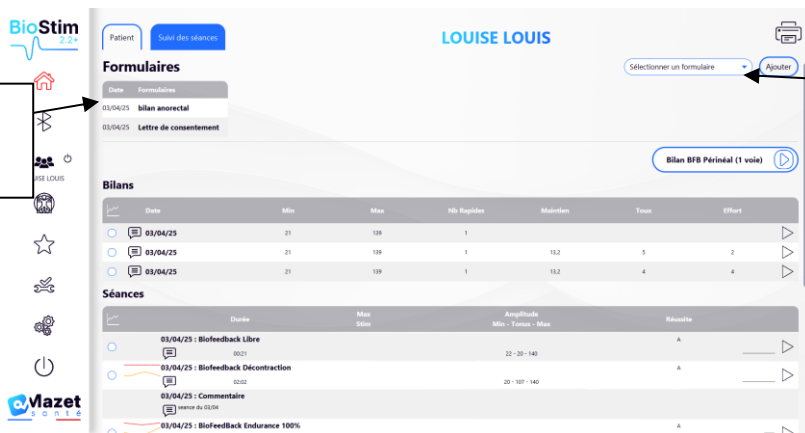 BioStim
2.2+
Patient
Suivi des séances
LOUISE LOUIS
Formulaires
Sélectionner un formulaire
Ajouter
Date Formulaires
03/04/25 bilan anorectal
03/04/25 Lettre de consentement
UISE LOUIS
Bilan BFB Périnéal (1 voie)
Bilans
Date Min Max Nb Rapides Maintien Toux Effort
03/04/25 21 139 1
03/04/25 21 139 1 13,2 5 2
03/04/25 21 139 1 13,2 4 4
Séances
Durée Max Stim Amplitude Min - Tonus - Max Réussite
03/04/25 : Biofeedback Libre
00:21 22 - 20 - 140
03/04/25 : Biofeedback Décontraction
02:02 20 - 107 - 140
03/04/25 : Commentaire
seance du 03/04
03/04/25 : BioFeedBack Endurance 100%
Mazet
santé